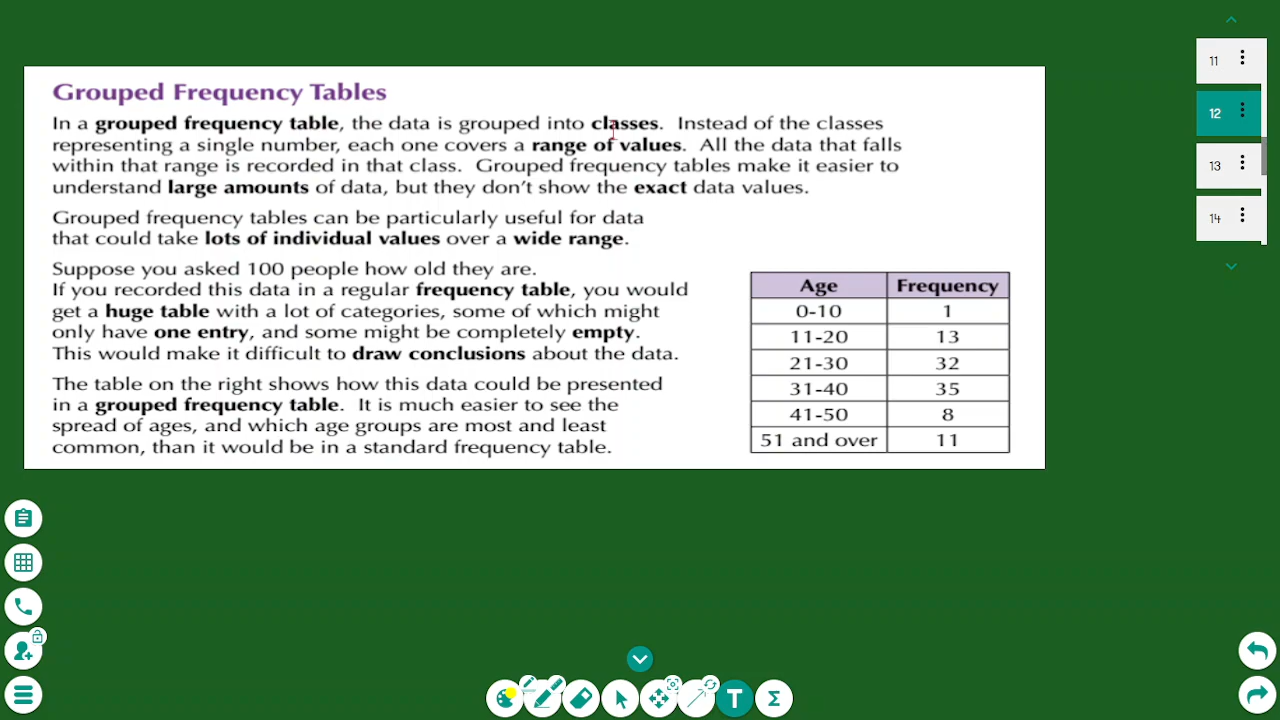 Grouped Frequency Tables
In a grouped frequency table, the data is grouped into classes. Instead of the classes
representing a single number, each one covers a range of values. All the data that falls
within that range is recorded in that class. Grouped frequency tables make it easier to
understand large amounts of data, but they don't show the exact data values.
Grouped frequency tables can be particularly useful for data
that could take lots of individual values over a wide range.
Suppose you asked 100 people how old they are.
If you recorded this data in a regular frequency table, you would
get a huge table with a lot of categories, some of which might
only have one entry, and some might be completely empty.
This would make it difficult to draw conclusions about the data.
The table on the right shows how this data could be presented
in a grouped frequency table. It is much easier to see the
spread of ages, and which age groups are most and least
common, than it would be in a standard frequency table.
Age Frequency
0-10 1
11-20 13
21-30 32
31-40 35
41-50 8
51 and over 11
11
12
13
14
T
Σ